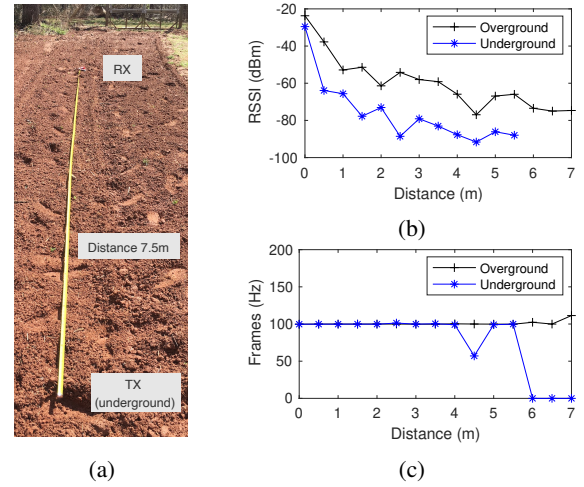 RX
Distance 7.5m
TX
(underground)
(a)
-20
-40
-60
-80
-100
RSSI (dBm)
Overground
Underground
0 1 2 3 4 5 6 7
Distance (m)
(b)
200
150
100
50
0
Frames (Hz)
Overground
Underground
0 1 2 3 4 5 6 7
Distance (m)
(c)